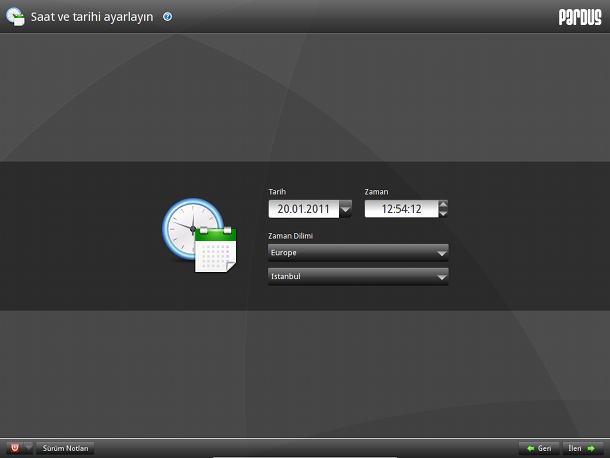 Saat ve tarihi ayarlayın
PARDUS
Tarih
Zaman
20.01.2011
12:54:12
Zaman Dilimi
Europe
Istanbul
Sürüm Notları
Geri
İleri